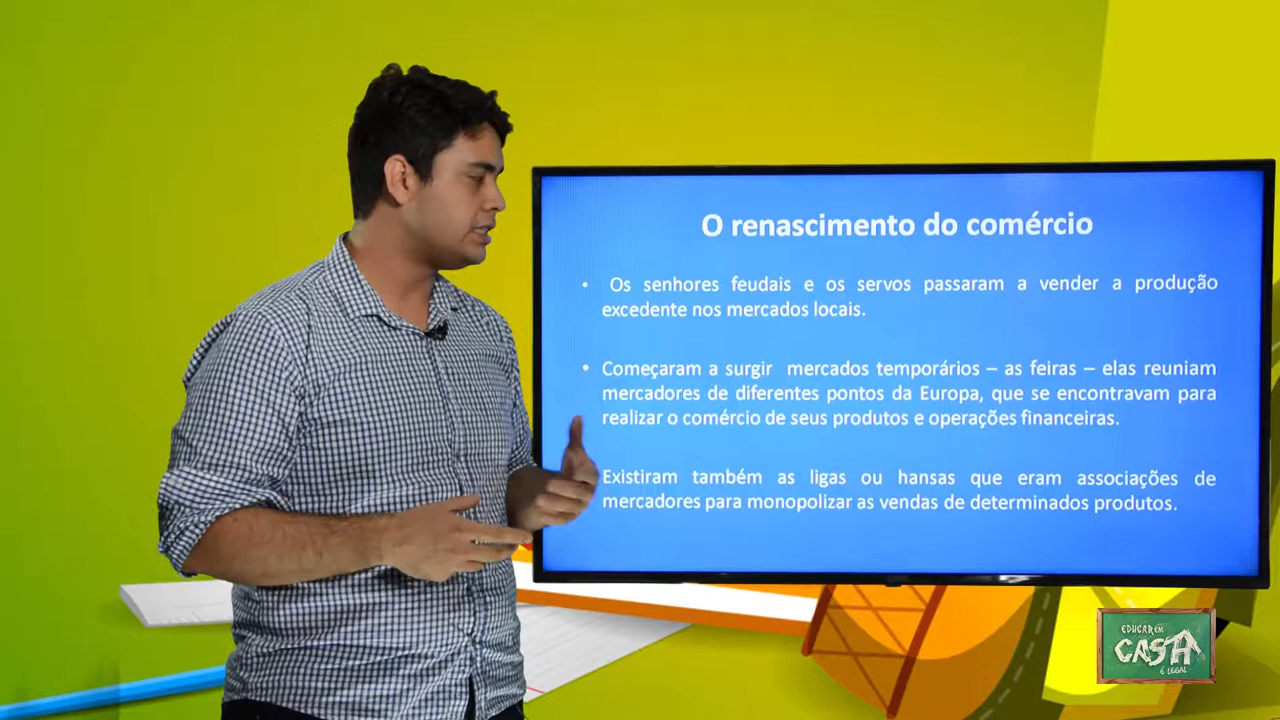 O renascimento do comércio
• Os senhores feudais e os servos passaram a vender a produção
excedente nos mercados locais.
• Começaram a surgir mercados temporários – as feiras – elas reuniam
mercadores de diferentes pontos da Europa, que se encontravam para
realizar o comércio de seus produtos e operações financeiras.
Existiram também as ligas ou hansas que eram associações de
mercadores para monopolizar as vendas de determinados produtos.
EDUCAR EM
CASA
É LEGAL